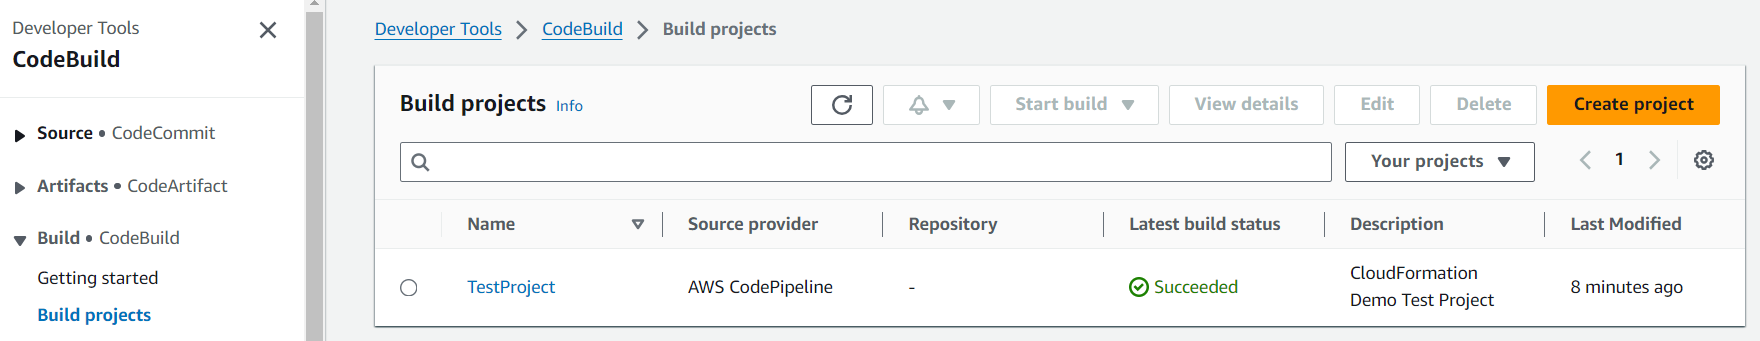 Developer Tools
CodeBuild
Source • CodeCommit
Artifacts • CodeArtifact
Build • CodeBuild
Getting started
Build projects
Developer Tools > CodeBuild > Build projects
Build projects Info
Start build
View details
Edit
Delete
Create project
Your projects
1
Name Source provider Repository Latest build status Description Last Modified
TestProject AWS CodePipeline - Succeeded CloudFormation Demo Test Project 8 minutes ago